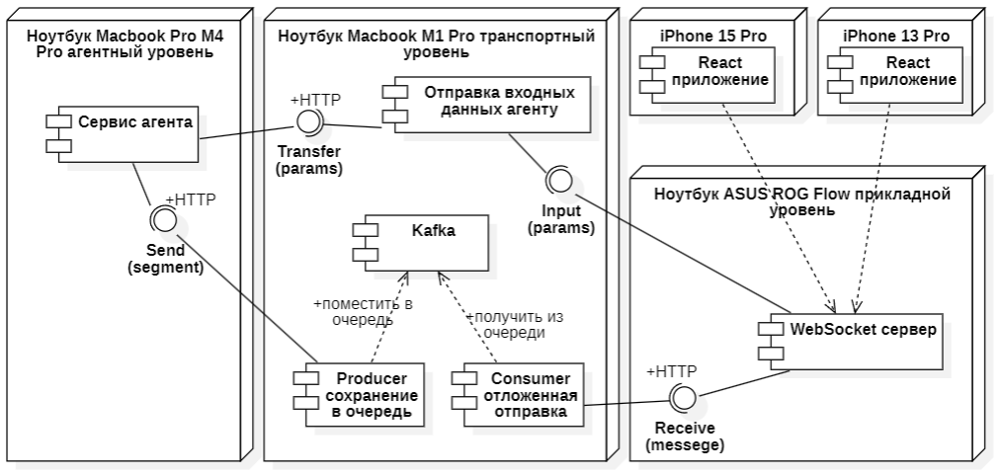 Ноутбук Macbook Pro M4
Pro агентный уровень
Сервис агента
+HTTP
Send
(segment)
+HTTP
Transfer
(params)
Ноутбук Macbook M1 Pro транспортный
уровень
Отправка входных
данных агенту
Input
(params)
Kafka
+поместить в
очередь
+получить из
очереди
Producer
сохранение
в очередь
Consumer
отложенная
отправка
iPhone 15 Pro
React
приложение
iPhone 13 Pro
React
приложение
Ноутбук ASUS ROG Flow прикладной
уровень
WebSocket сервер
+HTTP
Receive
(messege)